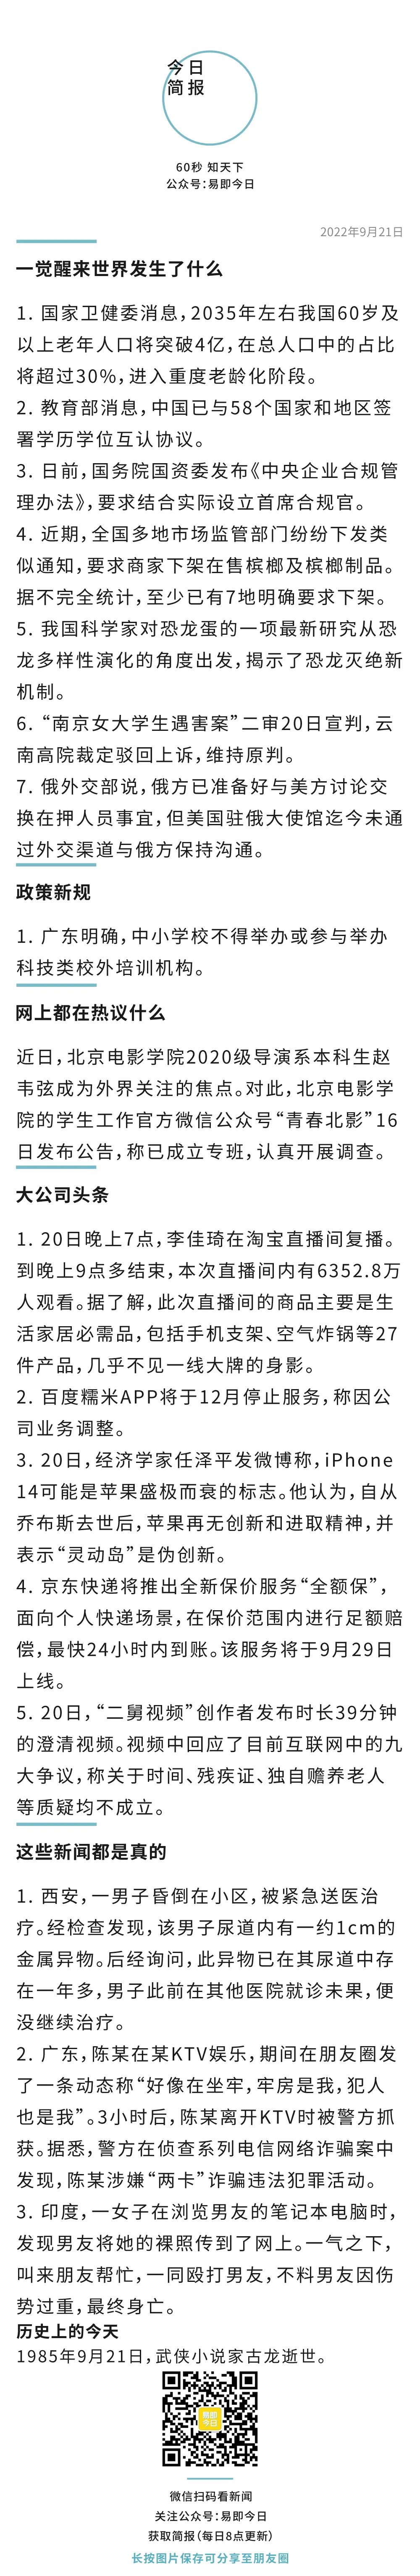 今日
简报
60秒 知天下
公众号：易即今日
2022年9月21日
一觉醒来世界发生了什么
1. 国家卫健委消息，2035年左右我国60岁及
以上老年人口将突破4亿，在总人口中的占比
将超过30%，进入重度老龄化阶段。
2. 教育部消息，中国已与58个国家和地区签
署学历学位互认协议。
3. 日前，国务院国资委发布《中央企业合规管
理办法》，要求结合实际设立首席合规官。
4. 近期，全国多地市场监管部门纷纷下发类
似通知，要求商家下架在售槟榔及槟榔制品。
据不完全统计，至少已有7地明确要求下架。
5. 我国科学家对恐龙蛋的一项最新研究从恐
龙多样性演化的角度出发，揭示了恐龙灭绝新
机制。
6. “南京女大学生遇害案”二审20日宣判，云
南高院裁定驳回上诉，维持原判。
7. 俄外交部说，俄方已准备好与美方讨论交
换在押人员事宜，但美国驻俄大使馆迄今未通
过外交渠道与俄方保持沟通。
政策新规
1. 广东明确，中小学校不得举办或参与举办
科技类校外培训机构。
网上都在热议什么
近日，北京电影学院2020级导演系本科生赵
韦弦成为外界关注的焦点。对此，北京电影学
院的学生工作官方微信公众号“青春北影”16
日发布公告，称已成立专班，认真开展调查。
大公司头条
1. 20日晚上7点，李佳琦在淘宝直播间复播。
到晚上9点多结束，本次直播间内有6352.8万
人观看。据了解，此次直播间的商品主要是生
活家居必需品，包括手机支架、空气炸锅等27
件产品，几乎不见一线大牌的身影。
2. 百度糯米APP将于12月停止服务，称因公
司业务调整。
3. 20日，经济学家任泽平发微博称，iPhone
14可能是苹果盛极而衰的标志。他认为，自从
乔布斯去世后，苹果再无创新和进取精神，并
表示“灵动岛”是伪创新。
4. 京东快递将推出全新保价服务“全额保”，
面向个人快递场景，在保价范围内进行足额赔
偿，最快24小时内到账。该服务将于9月29日
上线。
5. 20日，“二舅视频”创作者发布时长39分钟
的澄清视频。视频中回应了目前互联网中的九
大争议，称关于时间、残疾证、独自赡养老人
等质疑均不成立。
这些新闻都是真的
1. 西安，一男子昏倒在小区，被紧急送医治
疗。经检查发现，该男子尿道内有一约1cm的
金属异物。后经询问，此异物已在其尿道中存
在一年多，男子此前在其他医院就诊未果，便
没继续治疗。
2. 广东，陈某在某KTV娱乐，期间在朋友圈发
了一条动态称“好像在坐牢，牢房是我，犯人
也是我”。3小时后，陈某离开KTV时被警方抓
获。据悉，警方在侦查系列电信网络诈骗案中
发现，陈某涉嫌“两卡”诈骗违法犯罪活动。
3. 印度，一女子在浏览男友的笔记本电脑时，
发现男友将她的裸照传到了网上。一气之下，
叫来朋友帮忙，一同殴打男友，不料男友因伤
势过重，最终身亡。
历史上的今天
1985年9月21日，武侠小说家古龙逝世。
易即
今日
微信扫码看新闻
关注公众号：易即今日
获取简报（每日8点更新）
长按图片保存可分享至朋友圈